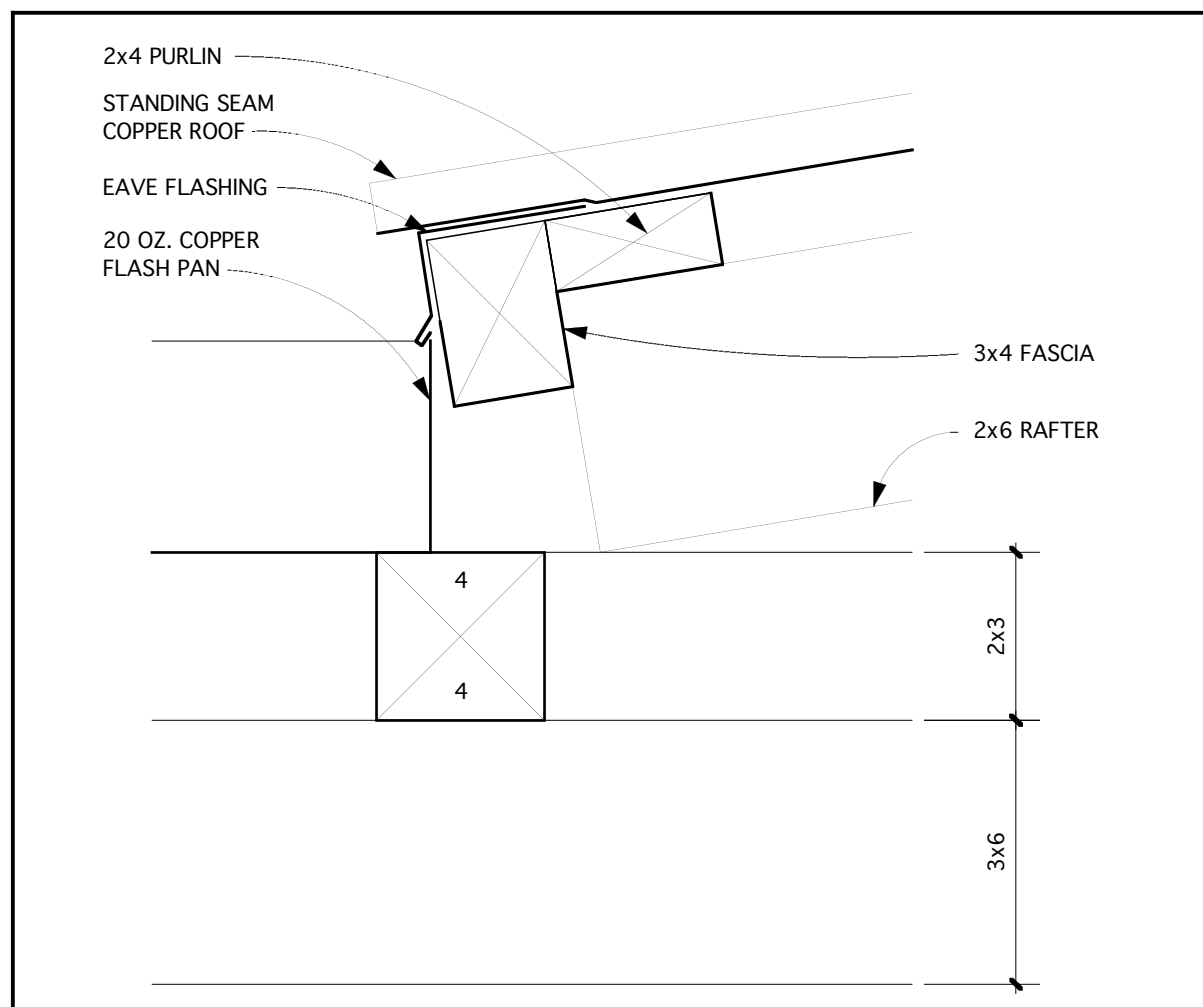 2x4 PURLIN
STANDING SEAM
COPPER ROOF
EAVE FLASHING
20 OZ. COPPER
FLASH PAN
3x4 FASCIA
2x6 RAFTER
4
4
2x3
3x6